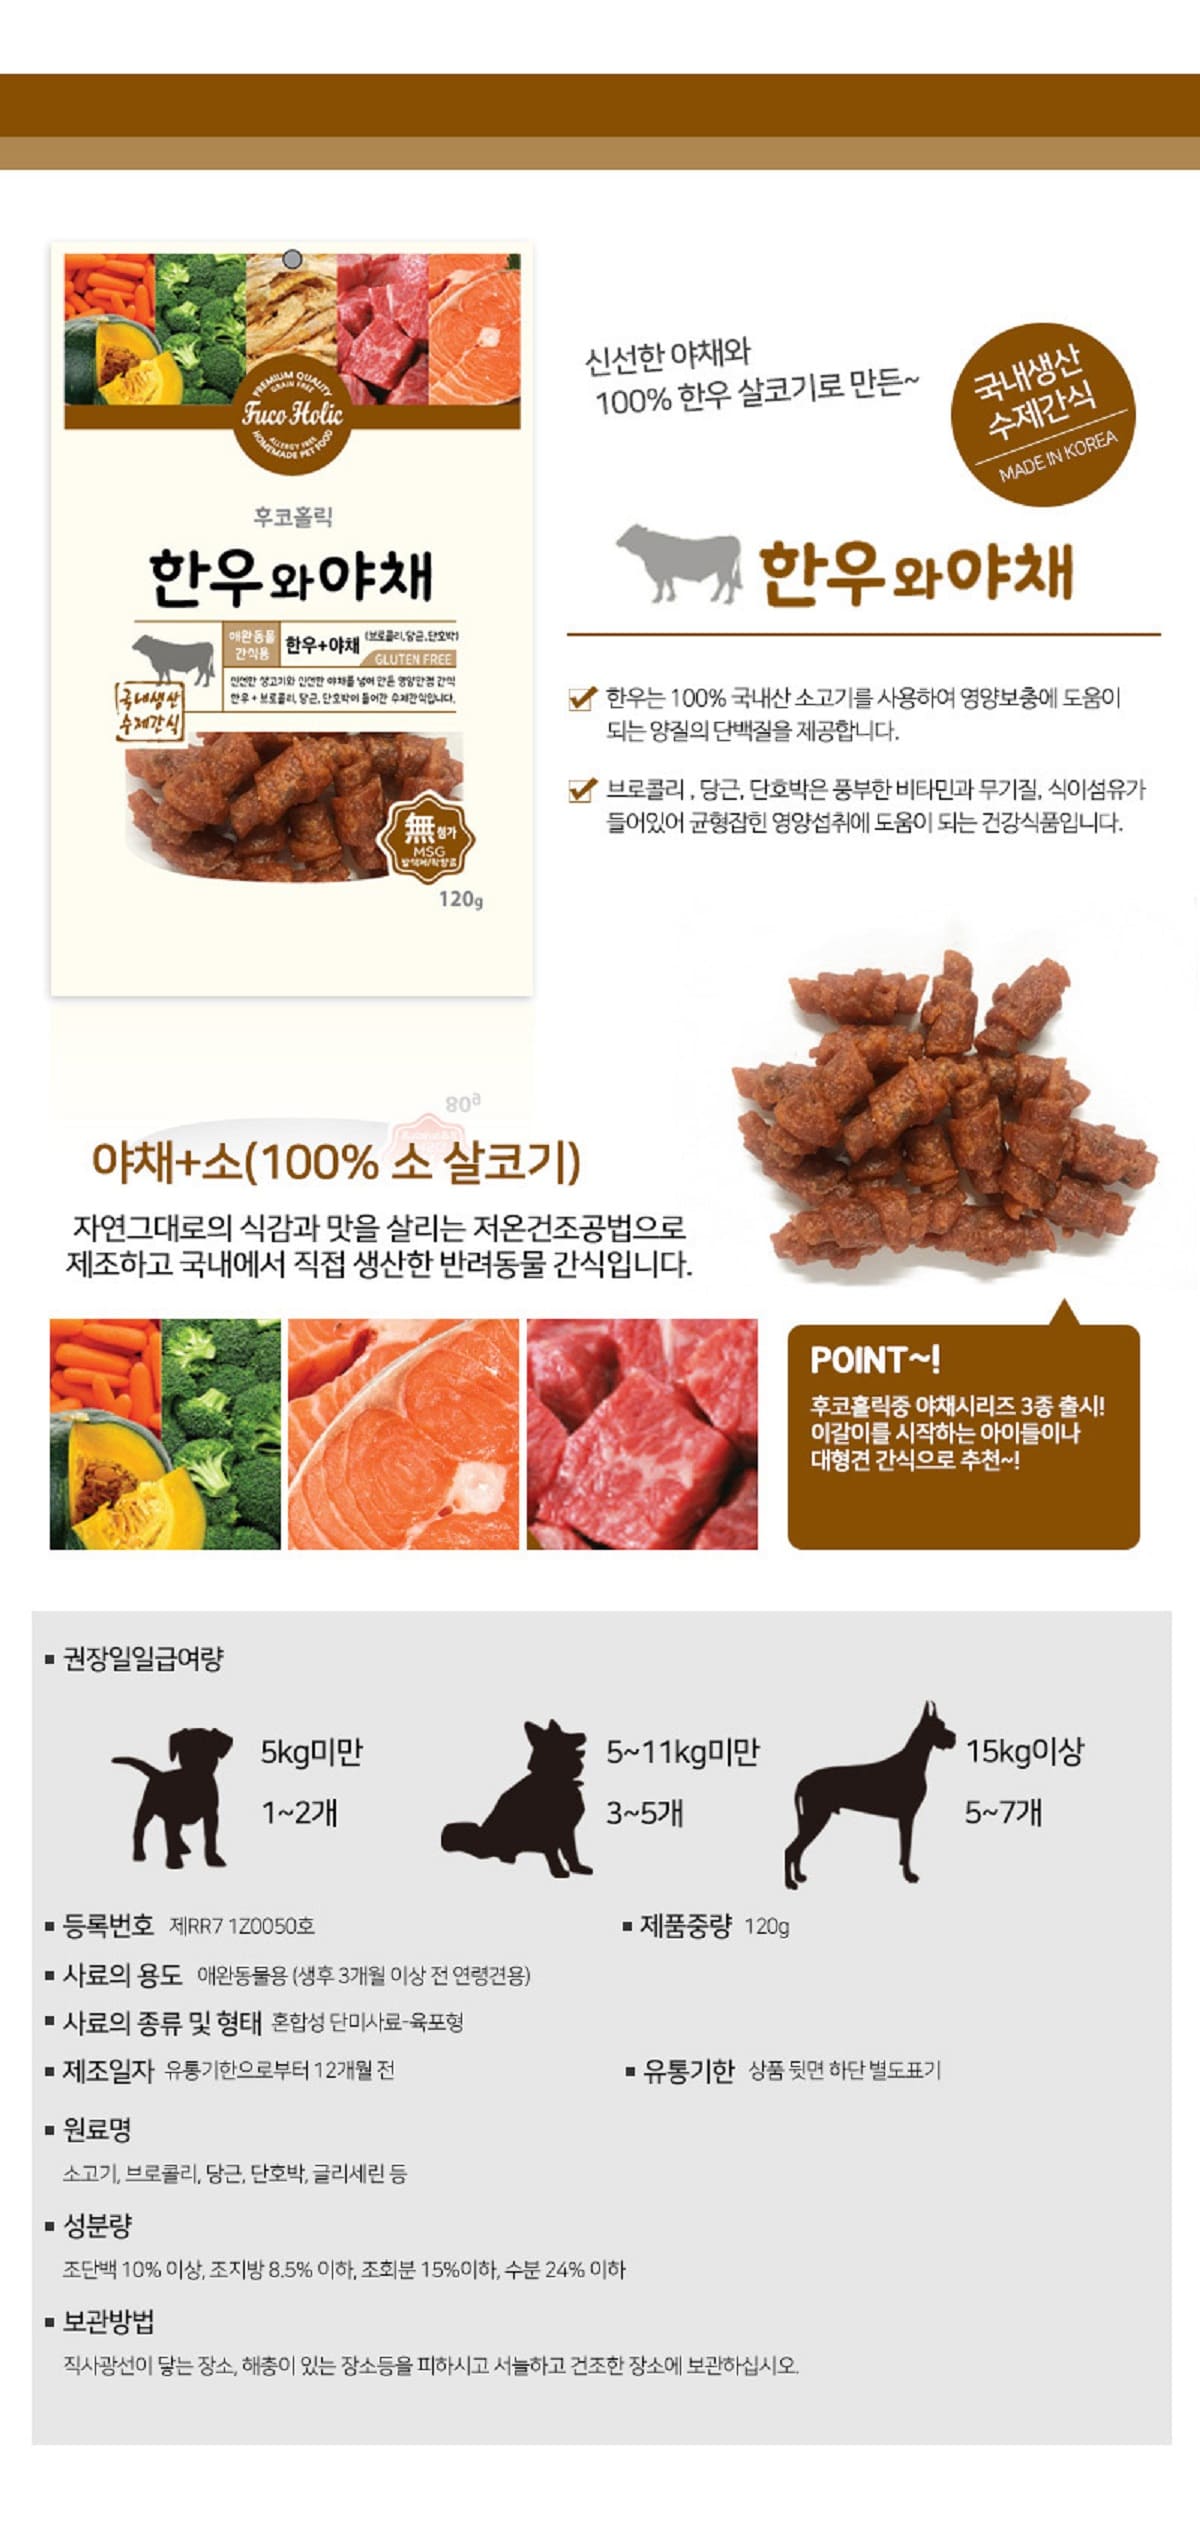 PREMIUM QUALITY
GRAIN FREE
Fuco Holic
ALLERGY FREE
HOMEMADE PET FOOD
후코홀릭
한우와야채
애완동물
간식용
한우+야채
(브로콜리,당근,단호박)
GLUTEN FREE
신선한 생고기와 신선한 야채를 넣어 만든 영양만점 간식
한우 + 브로콜리, 당근, 단호박이 들어간 수제간식입니다.
국내생산
수제간식
無첨가
MSG
발색제/착향료
120g
신선한 야채와
100% 한우 살코기로 만든~
국내생산
수제간식
MADE IN KOREA
한우와야채
한우는 100% 국내산 소고기를 사용하여 영양보충에 도움이
되는 양질의 단백질을 제공합니다.
브로콜리 , 당근, 단호박은 풍부한 비타민과 무기질, 식이섬유가
들어있어 균형잡힌 영양섭취에 도움이 되는 건강식품입니다.
80g
야채+소(100% 소 살코기)
자연그대로의 식감과 맛을 살리는 저온건조공법으로
제조하고 국내에서 직접 생산한 반려동물 간식입니다.
POINT~!
후코홀릭중 야채시리즈 3종 출시!
이갈이를 시작하는 아이들이나
대형견 간식으로 추천~!
▪ 권장일일급여량
5kg미만
1~2개
5~11kg미만
3~5개
15kg이상
5~7개
▪ 등록번호 제RR7 1Z0050호
▪ 제품중량 120g
▪ 사료의 용도 애완동물용 (생후 3개월 이상 전 연령견용)
▪ 사료의 종류 및 형태 혼합성 단미사료-육포형
▪ 제조일자 유통기한으로부터 12개월 전
▪ 유통기한 상품 뒷면 하단 별도표기
▪ 원료명
소고기, 브로콜리, 당근, 단호박, 글리세린 등
▪ 성분량
조단백 10% 이상, 조지방 8.5% 이하, 조회분 15%이하, 수분 24% 이하
▪ 보관방법
직사광선이 닿는 장소, 해충이 있는 장소등을 피하시고 서늘하고 건조한 장소에 보관하십시오.